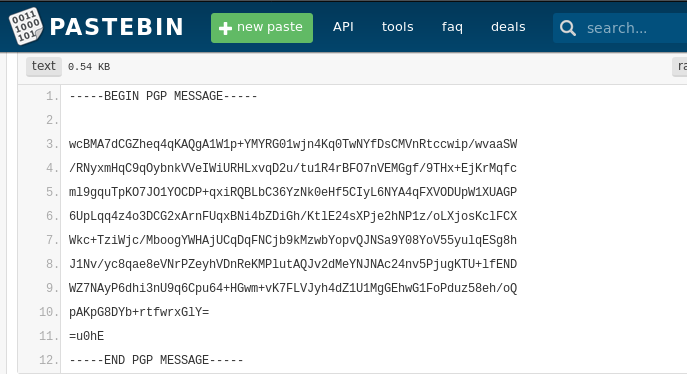 0011 1000 101 PASTEBIN + new paste API tools faq deals search...
text 0.54 KB ra
1. -----BEGIN PGP MESSAGE-----
2.
3. wcBMA7dCGZheq4qKAQgA1W1p+YMYRG01wjn4Kq0TwNYfDsCMVnRtccwip/wvaaSW
4. /RNyxmHqC9qOybnkVVeIWiURHLxvqD2u/tu1R4rBFO7nVEMGgf/9THx+EjKrMqfc
5. ml9gquTpKO7JO1YOCDP+qxiRQBLbC36YzNk0eHf5CIyL6NYA4qFXVODUpW1XUAGP
6. 6UpLqq4z4o3DCG2xArnFUqxBNi4bZDiGh/KtlE24sXPje2hNP1z/oLXjosKclFCX
7. Wkc+TziWjc/MboogYWHAjUCqDqFNCjb9kMzwbYopvQJNSa9Y08YoV55yulqESg8h
8. J1Nv/yc8qae8eVNrPZeyhVDnReKMPlutAQJv2dMeYNJNAc24nv5PjugKTU+lfEND
9. WZ7NAyP6dhi3nU9q6Cpu64+HGwm+vK7FLVJyh4dZ1U1MgGEhwG1FoPduz58eh/oQ
10. pAKpG8DYb+rtfwrxGlY=
11. =u0hE
12. -----END PGP MESSAGE-----